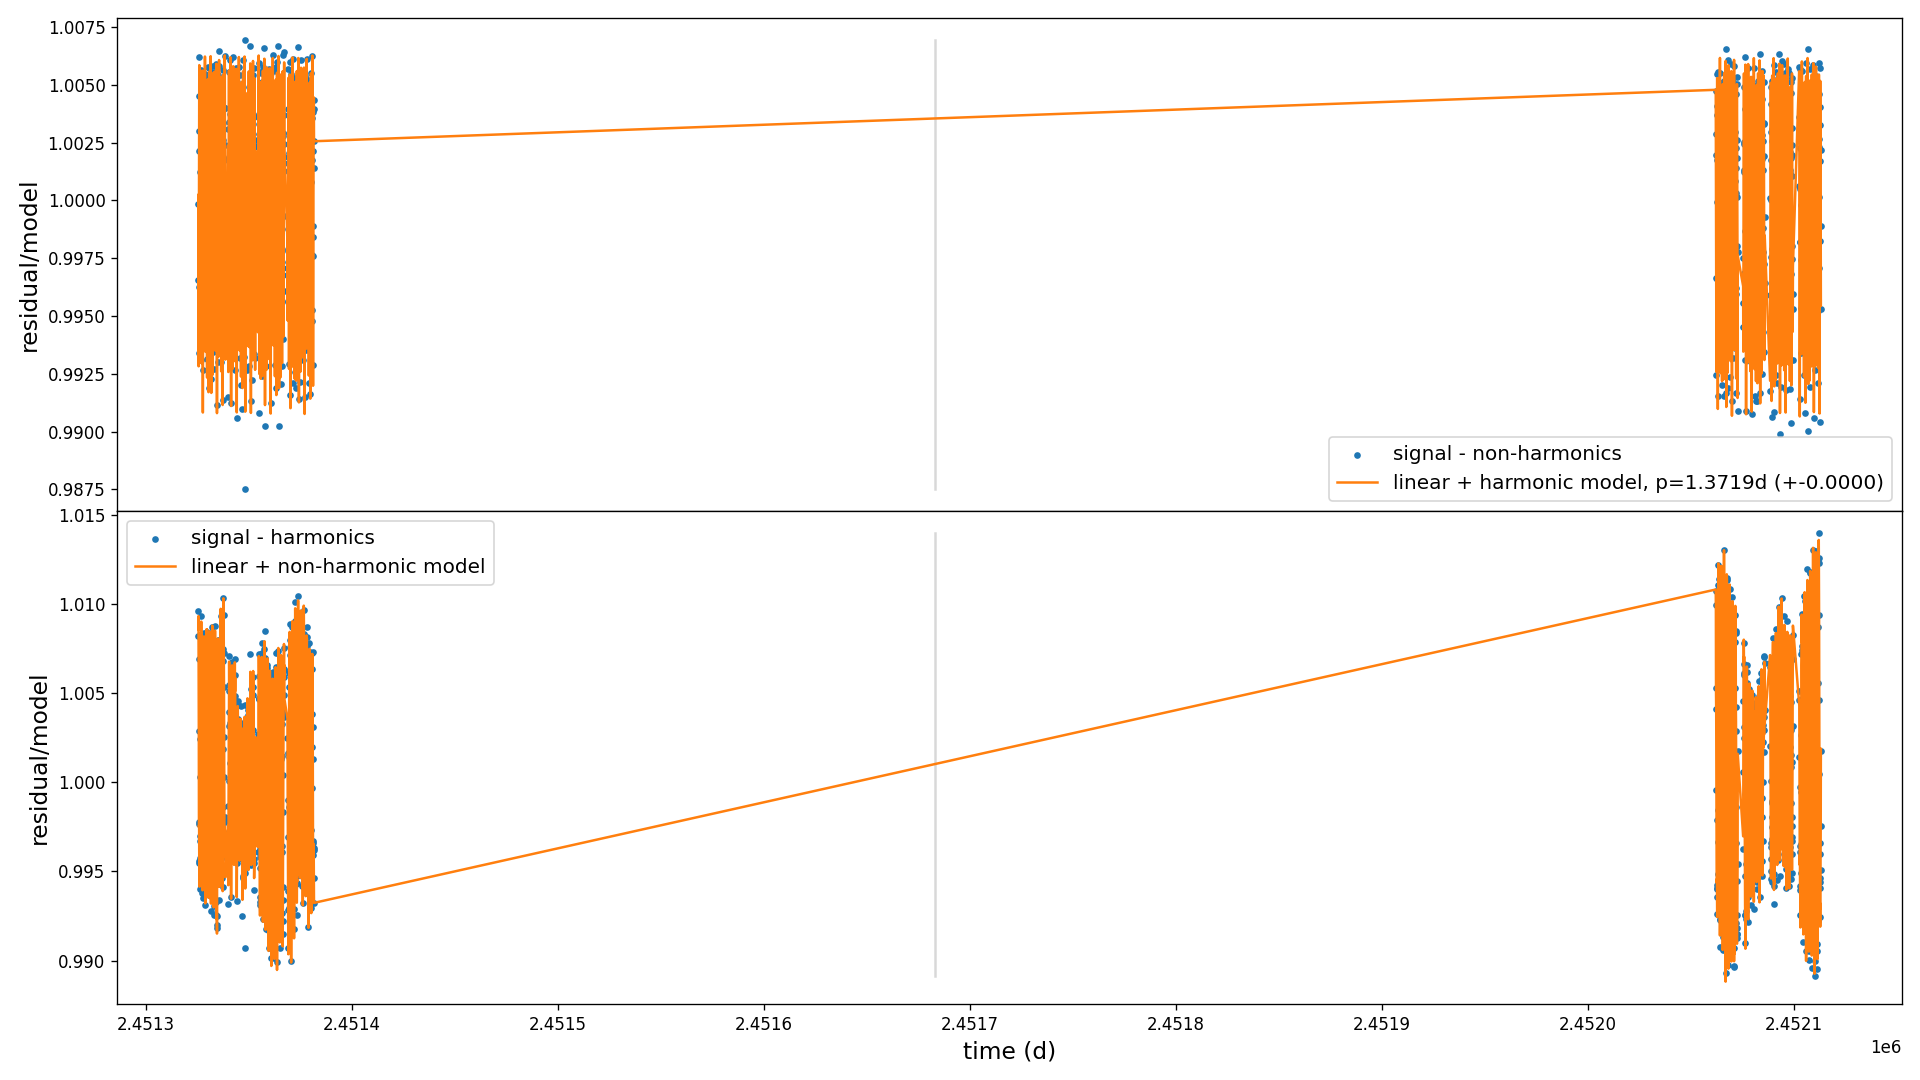 1.0075
1.0050
1.0025
1.0000
0.9975
0.9950
0.9925
0.9900
0.9875
residual/model
signal - non-harmonics
linear + harmonic model, p=1.3719d (+-0.0000)
1.015
1.010
1.005
1.000
0.995
0.990
residual/model
signal - harmonics
linear + non-harmonic model
2.4513 2.4514 2.4515 2.4516 2.4517 2.4518 2.4519 2.4520 2.4521
1e6
time (d)